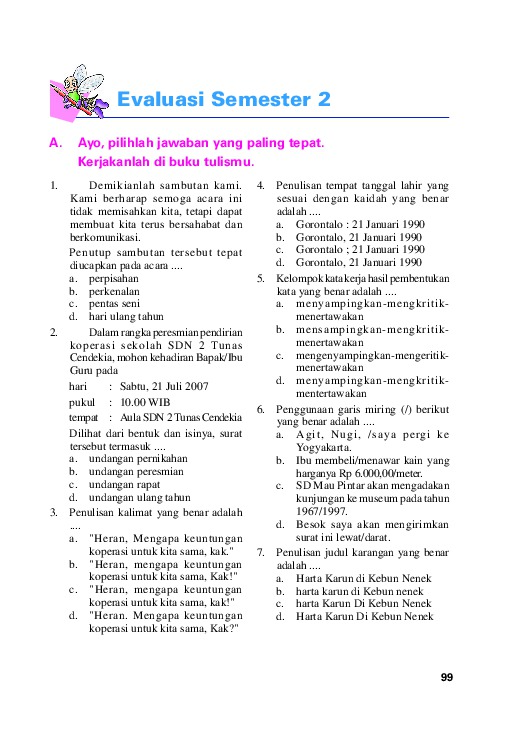 Evaluasi Semester 2
A. Ayo, pilihlah jawaban yang paling tepat.
Kerjakanlah di buku tulismu.
1. Demikianlah sambutan kami.
Kami berharap semoga acara ini
tidak memisahkan kita, tetapi dapat
membuat kita terus bersahabat dan
berkomunikasi.
Penutup sambutan tersebut tepat
diucapkan pada acara ....
a. perpisahan
b. perkenalan
c. pentas seni
d. hari ulang tahun
2. Dalam rangka peresmian pendirian
koperasi sekolah SDN 2 Tunas
Cendekia, mohon kehadiran Bapak/Ibu
Guru pada
hari : Sabtu, 21 Juli 2007
pukul : 10.00 WIB
tempat : Aula SDN 2 Tunas Cendekia
Dilihat dari bentuk dan isinya, surat
tersebut termasuk ....
a. undangan pernikahan
b. undangan peresmian
c. undangan rapat
d. undangan ulang tahun
3. Penulisan kalimat yang benar adalah
....
a. "Heran, Mengapa keuntungan
koperasi untuk kita sama, kak."
b. "Heran, mengapa keuntungan
koperasi untuk kita sama, Kak!"
c. "Heran, mengapa keuntungan
koperasi untuk kita sama, kak!"
d. "Heran. Mengapa keuntungan
koperasi untuk kita sama, Kak?"
4. Penulisan tempat tanggal lahir yang
sesuai dengan kaidah yang benar
adalah ....
a. Gorontalo : 21 Januari 1990
b. Gorontalo, 21 Januari 1990
c. Gorontalo ; 21 Januari 1990
d. Gorontalo, 21 Januari 1990
5. Kelompok kata kerja hasil pembentukan
kata yang benar adalah ....
a. menyampingkan-mengkritik-
menertawakan
b. mensampingkan-mengkritik-
menertawakan
c. mengenyampingkan-mengeritik-
menertawakan
d. menyampingkan-mengkritik-
mentertawakan
6. Penggunaan garis miring (/) berikut
yang benar adalah ....
a. Agit, Nugi, /saya pergi ke
Yogyakarta.
b. Ibu membeli/menawar kain yang
harganya Rp 6.000,00/meter.
c. SD Mau Pintar akan mengadakan
kunjungan ke museum pada tahun
1967/1997.
d. Besok saya akan mengirimkan
surat ini lewat/darat.
7. Penulisan judul karangan yang benar
adalah ....
a. Harta Karun di Kebun Nenek
b. harta karun di Kebun nenek
c. harta Karun Di Kebun Nenek
d. Harta Karun Di Kebun Nenek
99